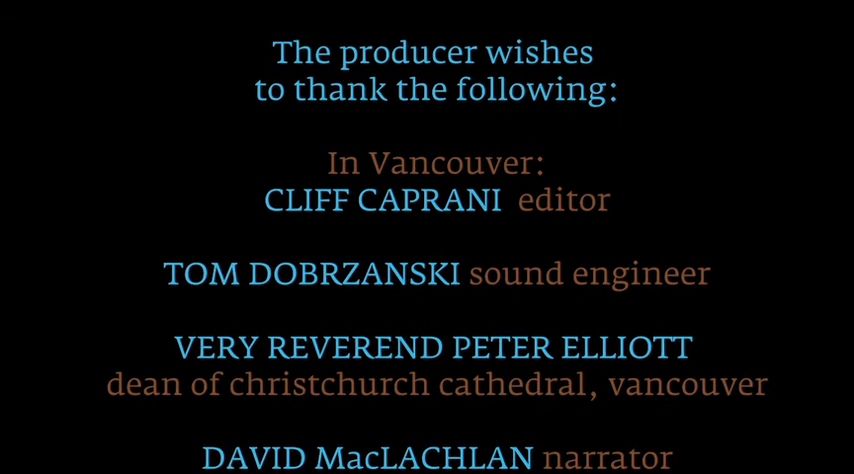 The producer wishes
to thank the following:
In Vancouver:
CLIFF CAPRANI editor
TOM DOBRZANSKI sound engineer
VERY REVEREND PETER ELLIOTT
dean of christchurch cathedral, vancouver
DAVID MacLACHLAN narrator